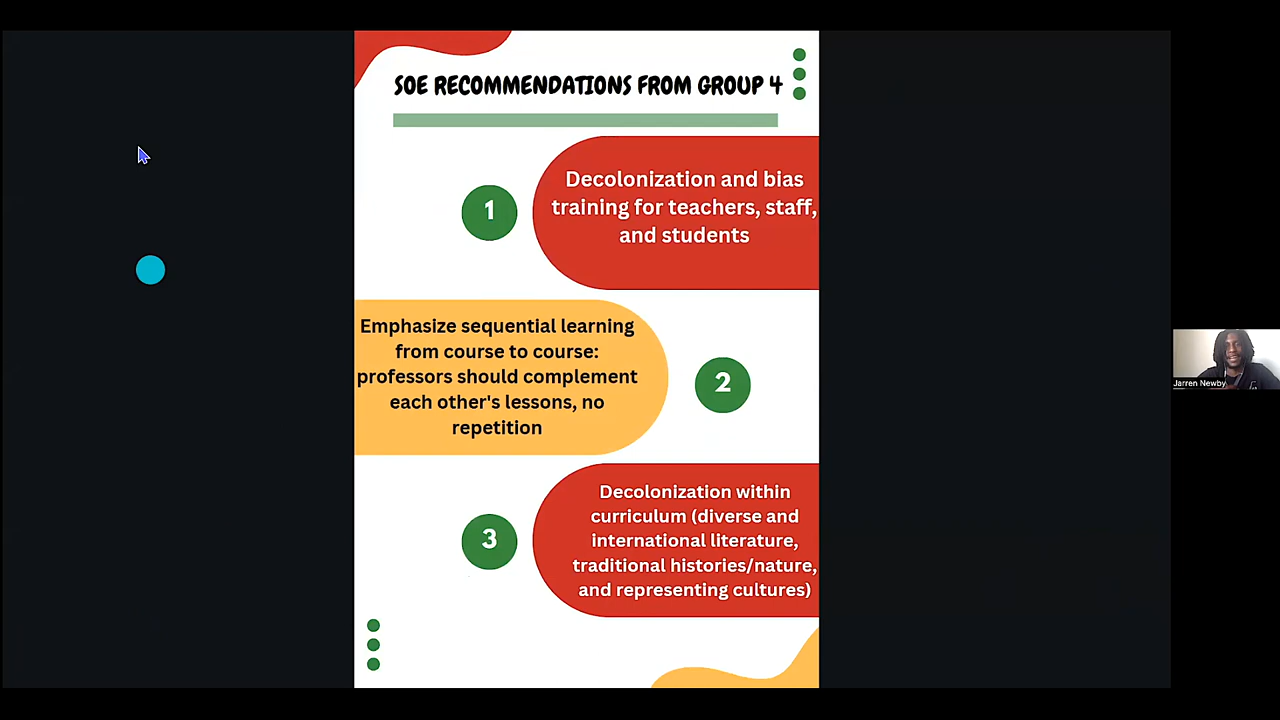 SOE RECOMMENDATIONS FROM GROUP 4
1
Decolonization and bias
training for teachers, staff,
and students
Emphasize sequential learning
from course to course:
professors should complement
each other's lessons, no
repetition
2
3
Decolonization within
curriculum (diverse and
international literature,
traditional histories/nature,
and representing cultures)
Jarren Newby